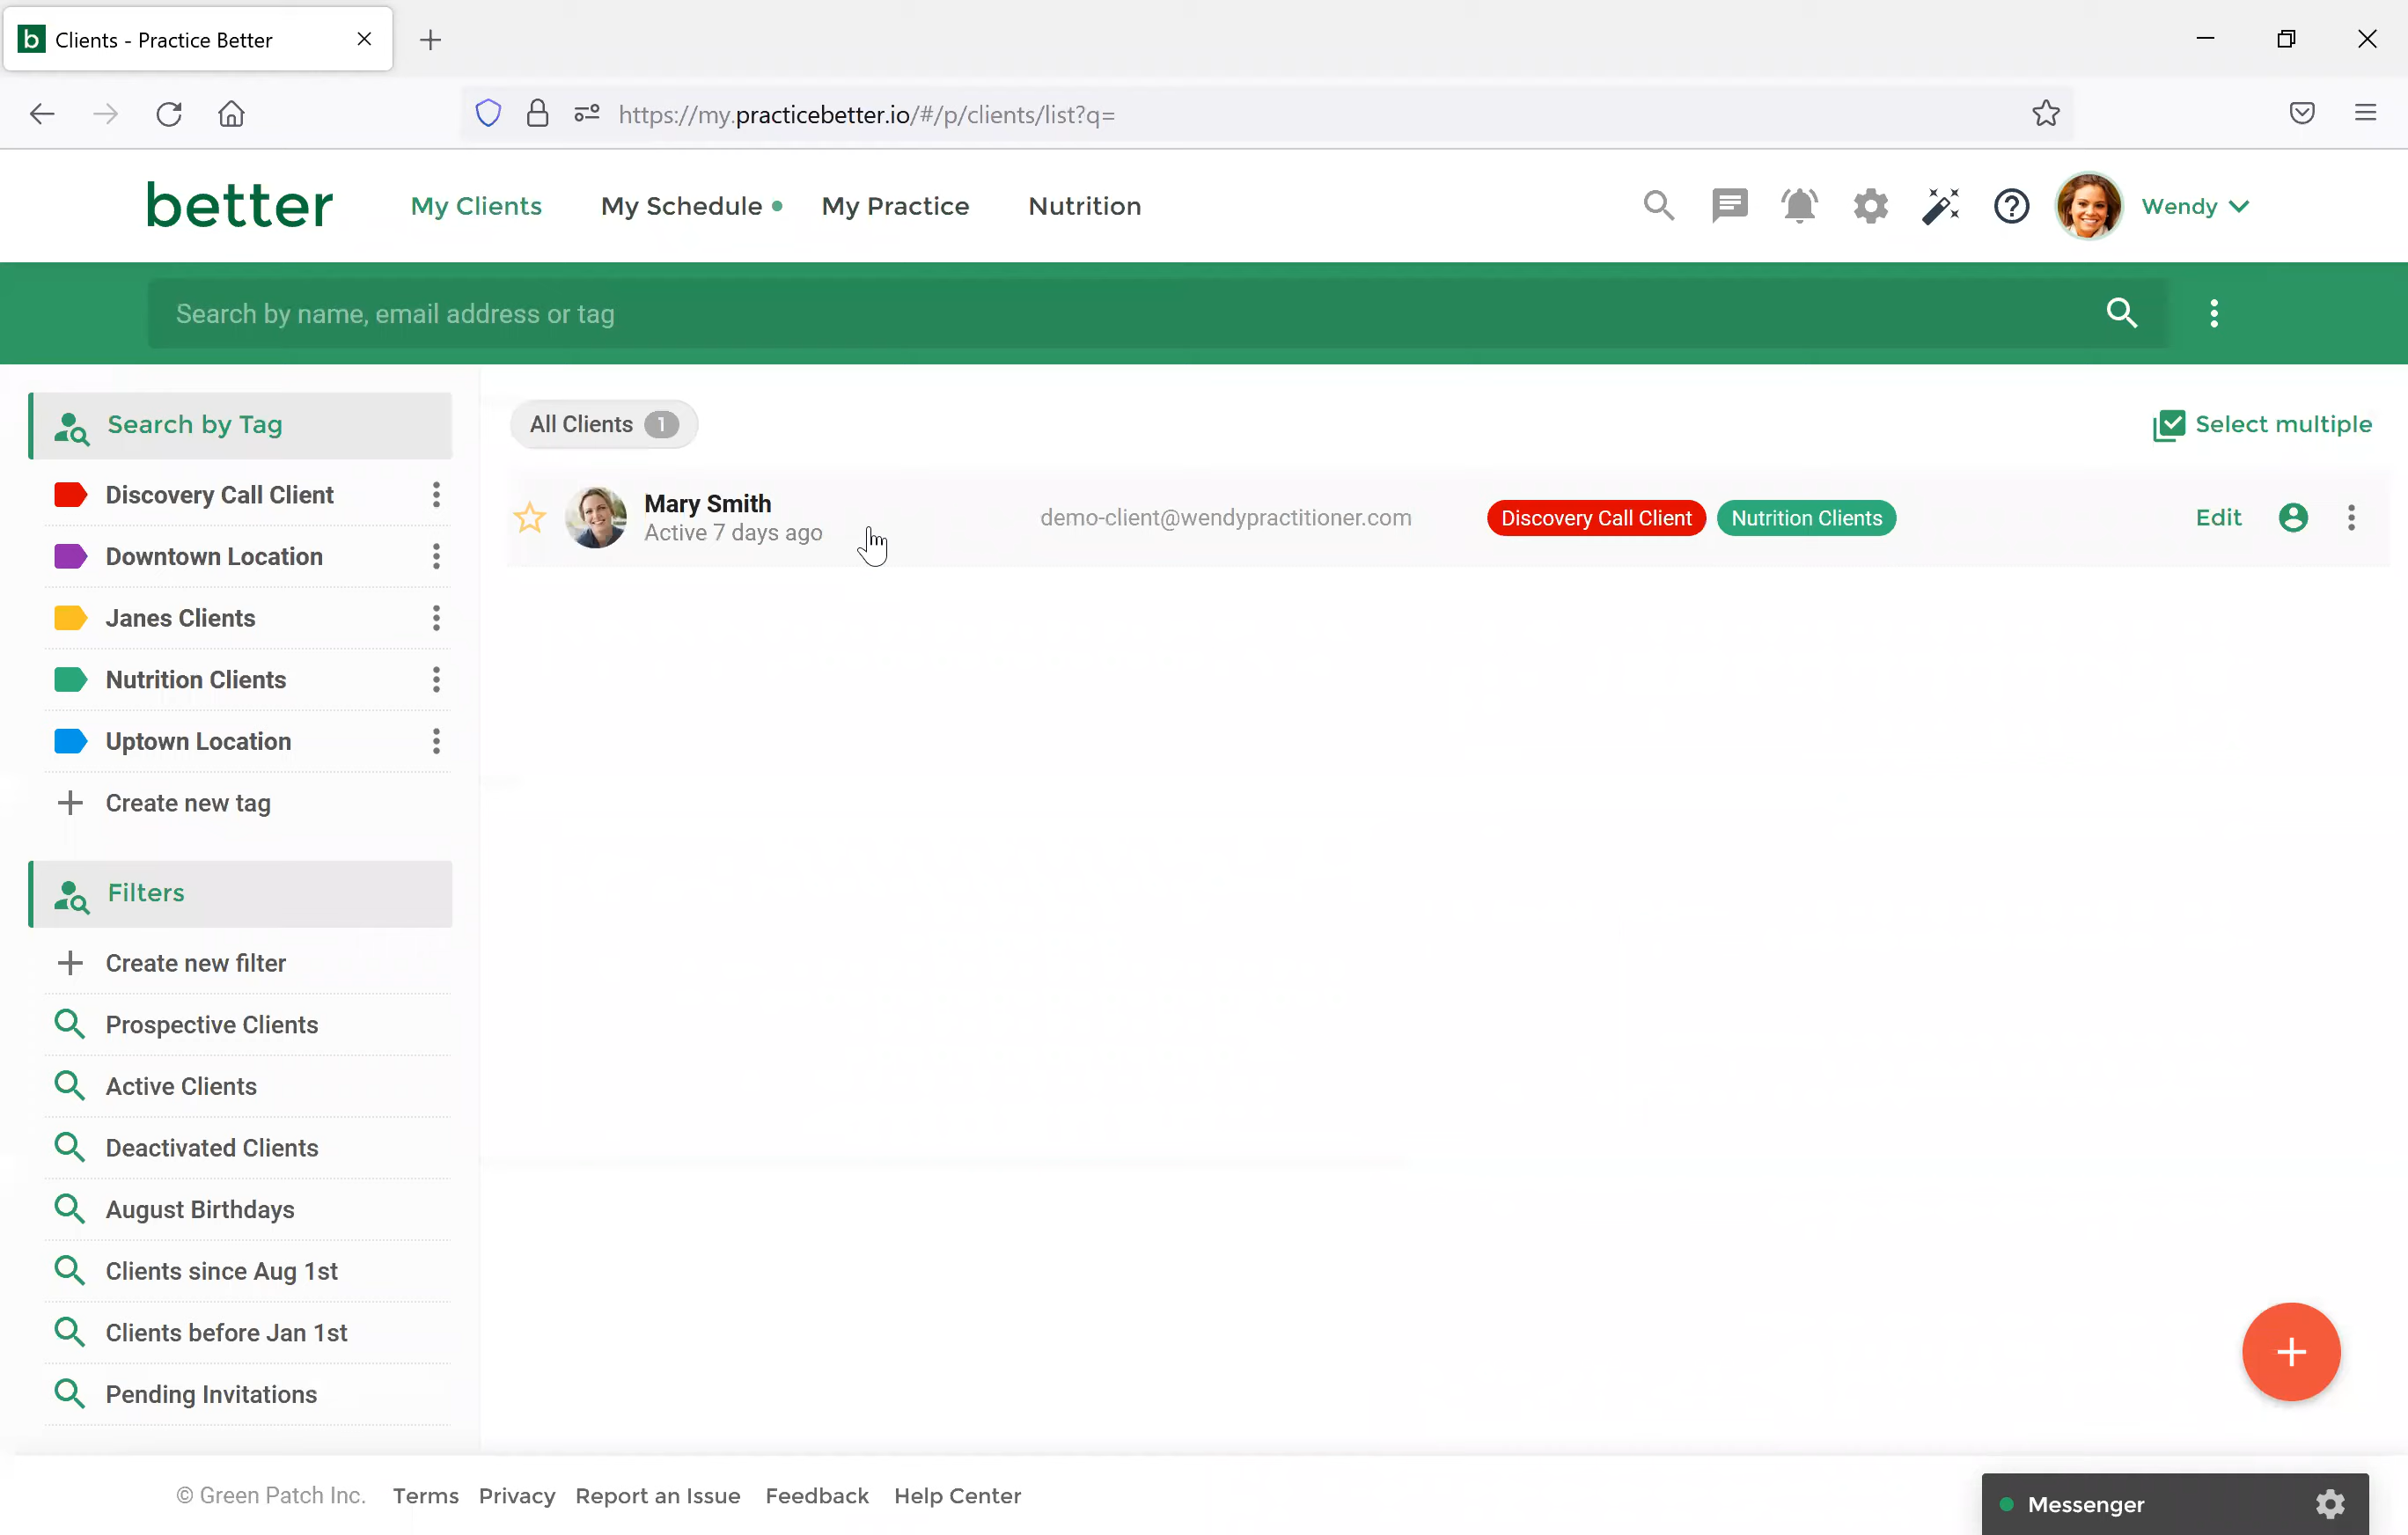 b Clients - Practice Better
https://my.practicebetter.io/#/p/clients/list?q=
better My Clients My Schedule My Practice Nutrition Wendy
Search by name, email address or tag
Search by Tag
Discovery Call Client
Downtown Location
Janes Clients
Nutrition Clients
Uptown Location
Create new tag
Filters
Create new filter
Prospective Clients
Active Clients
Deactivated Clients
August Birthdays
Clients since Aug 1st
Clients before Jan 1st
Pending Invitations
All Clients 1
Select multiple
Mary Smith
Active 7 days ago
demo-client@wendypractitioner.com
Discovery Call Client Nutrition Clients
Edit
© Green Patch Inc. Terms Privacy Report an Issue Feedback Help Center
Messenger